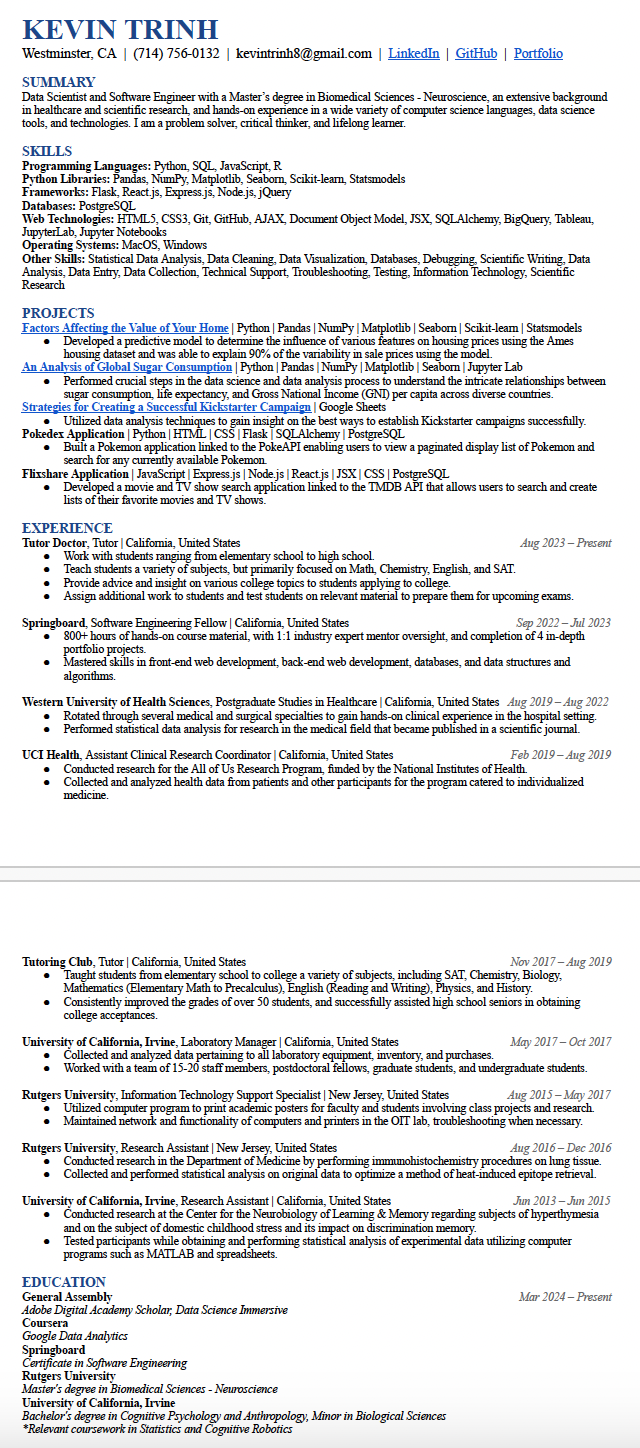 KEVIN TRINH
Westminster, CA | (714) 756-0132 | kevintrinh8@gmail.com | LinkedIn | GitHub | Portfolio
SUMMARY
Data Scientist and Software Engineer with a Master's degree in Biomedical Sciences - Neuroscience, an extensive background
in healthcare and scientific research, and hands-on experience in a wide variety of computer science languages, data science
tools, and technologies. I am a problem solver, critical thinker, and lifelong learner.
SKILLS
Programming Languages: Python, SQL, JavaScript, R
Python Libraries: Pandas, NumPy, Matplotlib, Seaborn, Scikit-learn, Statsmodels
Frameworks: Flask, React.js, Express.js, Node.js, jQuery
Databases: PostgreSQL
Web Technologies: HTML5, CSS3, Git, GitHub, AJAX, Document Object Model, JSX, SQLAlchemy, BigQuery, Tableau,
JupyterLab, Jupyter Notebooks
Operating Systems: MacOS, Windows
Other Skills: Statistical Data Analysis, Data Cleaning, Data Visualization, Databases, Debugging, Scientific Writing, Data
Analysis, Data Entry, Data Collection, Technical Support, Troubleshooting, Testing, Information Technology, Scientific
Research
PROJECTS
Factors Affecting the Value of Your Home | Python | Pandas | NumPy | Matplotlib | Seaborn | Scikit-learn | Statsmodels
● Developed a predictive model to determine the influence of various features on housing prices using the Ames
housing dataset and was able to explain 90% of the variability in sale prices using the model.
An Analysis of Global Sugar Consumption | Python | Pandas | NumPy | Matplotlib | Seaborn | Jupyter Lab
● Performed crucial steps in the data science and data analysis process to understand the intricate relationships between
sugar consumption, life expectancy, and Gross National Income (GNI) per capita across diverse countries.
Strategies for Creating a Successful Kickstarter Campaign | Google Sheets
● Utilized data analysis techniques to gain insight on the best ways to establish Kickstarter campaigns successfully.
Pokedex Application | Python | HTML | CSS | Flask | SQLAlchemy | PostgreSQL
● Built a Pokemon application linked to the PokeAPI enabling users to view a paginated display list of Pokemon and
search for any currently available Pokemon.
Flixshare Application | JavaScript | Express.js | Node.js | React.js | JSX | CSS | PostgreSQL
● Developed a movie and TV show search application linked to the TMDB API that allows users to search and create
lists of their favorite movies and TV shows.
EXPERIENCE
Tutor Doctor, Tutor | California, United States Aug 2023 – Present
● Work with students ranging from elementary school to high school.
● Teach students a variety of subjects, but primarily focused on Math, Chemistry, English, and SAT.
● Provide advice and insight on various college topics to students applying to college.
● Assign additional work to students and test students on relevant material to prepare them for upcoming exams.
Springboard, Software Engineering Fellow | California, United States Sep 2022 – Jul 2023
● 800+ hours of hands-on course material, with 1:1 industry expert mentor oversight, and completion of 4 in-depth
portfolio projects.
● Mastered skills in front-end web development, back-end web development, databases, and data structures and
algorithms.
Western University of Health Sciences, Postgraduate Studies in Healthcare | California, United States Aug 2019 – Aug 2022
● Rotated through several medical and surgical specialties to gain hands-on clinical experience in the hospital setting.
● Performed statistical data analysis for research in the medical field that became published in a scientific journal.
UCI Health, Assistant Clinical Research Coordinator | California, United States Feb 2019 – Aug 2019
● Conducted research for the All of Us Research Program, funded by the National Institutes of Health.
● Collected and analyzed health data from patients and other participants for the program catered to individualized
medicine.
Tutoring Club, Tutor | California, United States Nov 2017 – Aug 2019
● Taught students from elementary school to college a variety of subjects, including SAT, Chemistry, Biology,
Mathematics (Elementary Math to Precalculus), English (Reading and Writing), Physics, and History.
● Consistently improved the grades of over 50 students, and successfully assisted high school seniors in obtaining
college acceptances.
University of California, Irvine, Laboratory Manager | California, United States May 2017 – Oct 2017
● Collected and analyzed data pertaining to all laboratory equipment, inventory, and purchases.
● Worked with a team of 15-20 staff members, postdoctoral fellows, graduate students, and undergraduate students.
Rutgers University, Information Technology Support Specialist | New Jersey, United States Aug 2015 – May 2017
● Utilized computer program to print academic posters for faculty and students involving class projects and research.
● Maintained network and functionality of computers and printers in the OIT lab, troubleshooting when necessary.
Rutgers University, Research Assistant | New Jersey, United States Aug 2016 – Dec 2016
● Conducted research in the Department of Medicine by performing immunohistochemistry procedures on lung tissue.
● Collected and performed statistical analysis on original data to optimize a method of heat-induced epitope retrieval.
University of California, Irvine, Research Assistant | California, United States Jun 2013 – Jun 2015
● Conducted research at the Center for the Neurobiology of Learning & Memory regarding subjects of hyperthymesia
and on the subject of domestic childhood stress and its impact on discrimination memory.
● Tested participants while obtaining and performing statistical analysis of experimental data utilizing computer
programs such as MATLAB and spreadsheets.
EDUCATION
General Assembly Mar 2024 – Present
Adobe Digital Academy Scholar, Data Science Immersive
Coursera
Google Data Analytics
Springboard
Certificate in Software Engineering
Rutgers University
Master's degree in Biomedical Sciences - Neuroscience
University of California, Irvine
Bachelor's degree in Cognitive Psychology and Anthropology, Minor in Biological Sciences
*Relevant coursework in Statistics and Cognitive Robotics